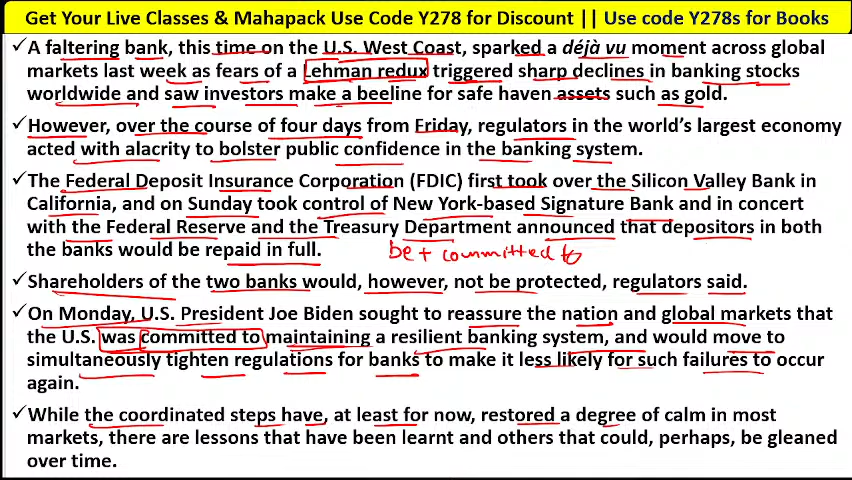 Get Your Live Classes & Mahapack Use Code Y278 for Discount || Use code Y278s for Books
✓ A faltering bank, this time on the U.S. West Coast, sparked a déjà vu moment across global
markets last week as fears of a Lehman redux triggered sharp declines in banking stocks
worldwide and saw investors make a beeline for safe haven assets such as gold.
✓ However, over the course of four days from Friday, regulators in the world's largest economy
acted with alacrity to bolster public confidence in the banking system.
✓ The Federal Deposit Insurance Corporation (FDIC) first took over the Silicon Valley Bank in
California, and on Sunday took control of New York-based Signature Bank and in concert
with the Federal Reserve and the Treasury Department announced that depositors in both
the banks would be repaid in full. be + committed to
✓ Shareholders of the two banks would, however, not be protected, regulators said.
✓ On Monday, U.S. President Joe Biden sought to reassure the nation and global markets that
the U.S. was committed to maintaining a resilient banking system, and would move to
simultaneously tighten regulations for banks to make it less likely for such failures to occur
again.
✓ While the coordinated steps have, at least for now, restored a degree of calm in most
markets, there are lessons that have been learnt and others that could, perhaps, be gleaned
over time.